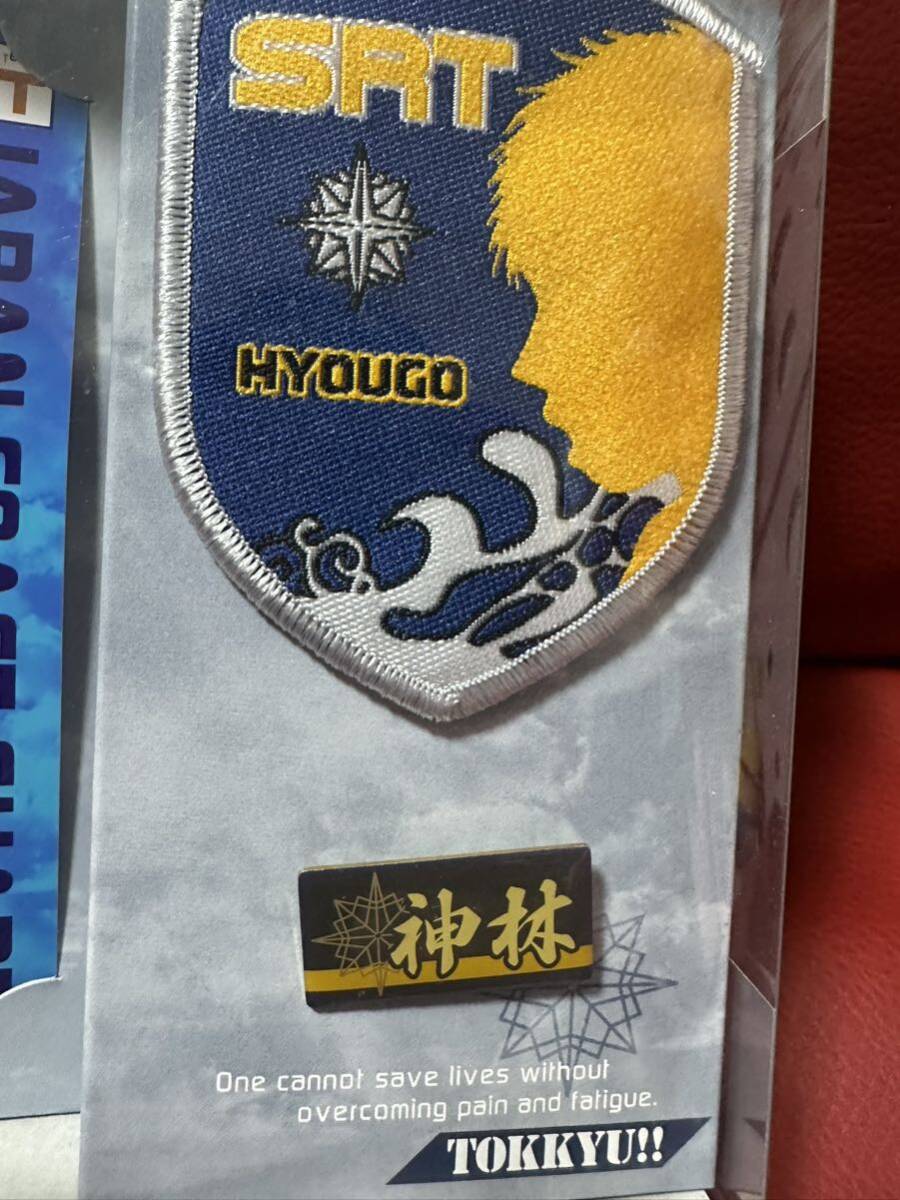 SRT
HYOUGO
神林
One cannot save lives without
overcoming pain and fatigue.
TOKKYU!!